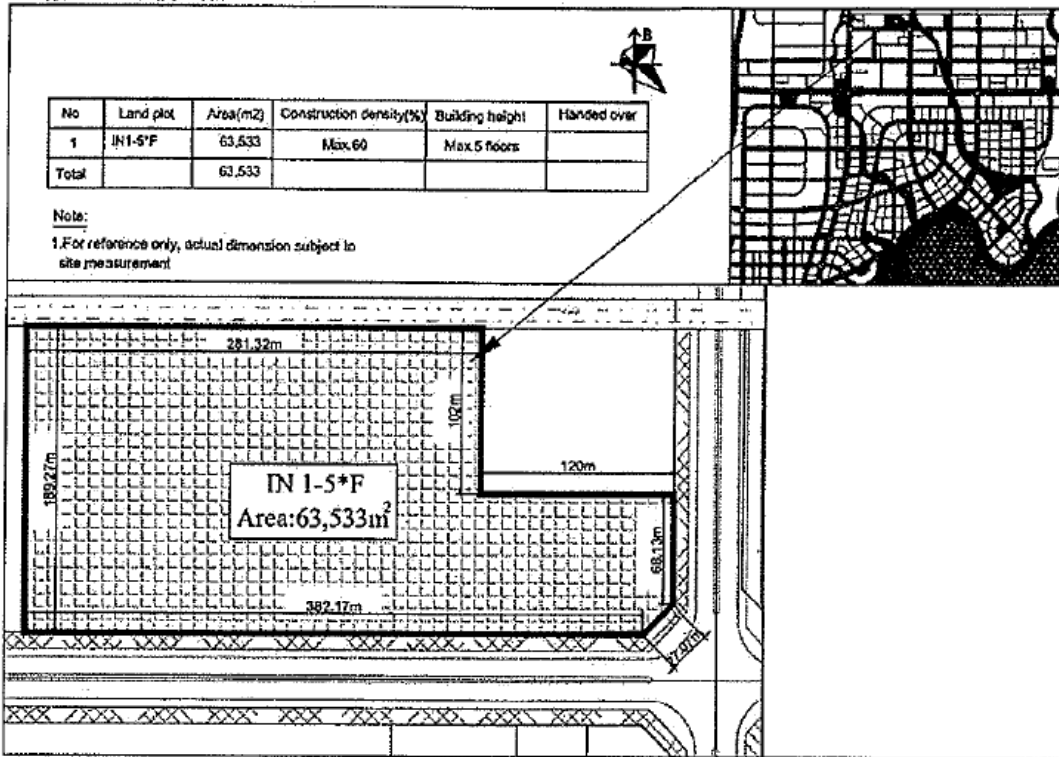 B
No Land plot Area(m2) Construction density(%) Building height Handed over
1 IN1-5*F 63,533 Max.60 Max.5 floors
Total 63,533
Note:
1.For reference only, actual dimension subject to
site measurement
281.32m
102m
189.27m
120m
IN 1-5*F
Area:63,533m²
68.13m
382.17m
27.07m